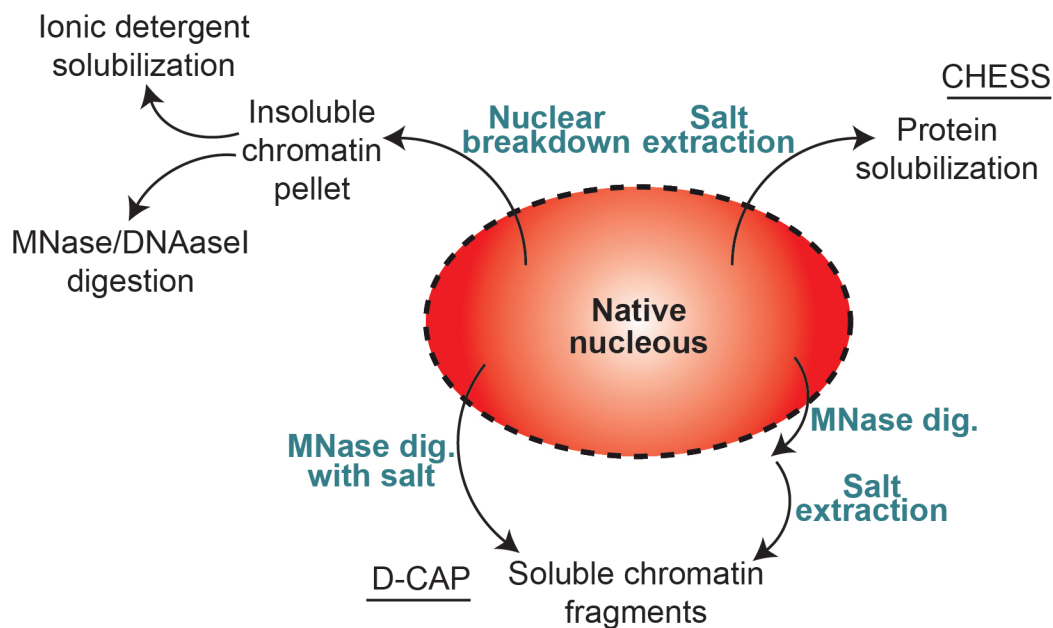 Ionic detergent
solubilization
Insoluble
chromatin
pellet
MNase/DNAaseI
digestion
Nuclear
breakdown
Salt
extraction
CHESS
Protein
solubilization
Native
nucleous
MNase dig.
with salt
MNase dig.
Salt
extraction
D-CAP
Soluble chromatin
fragments